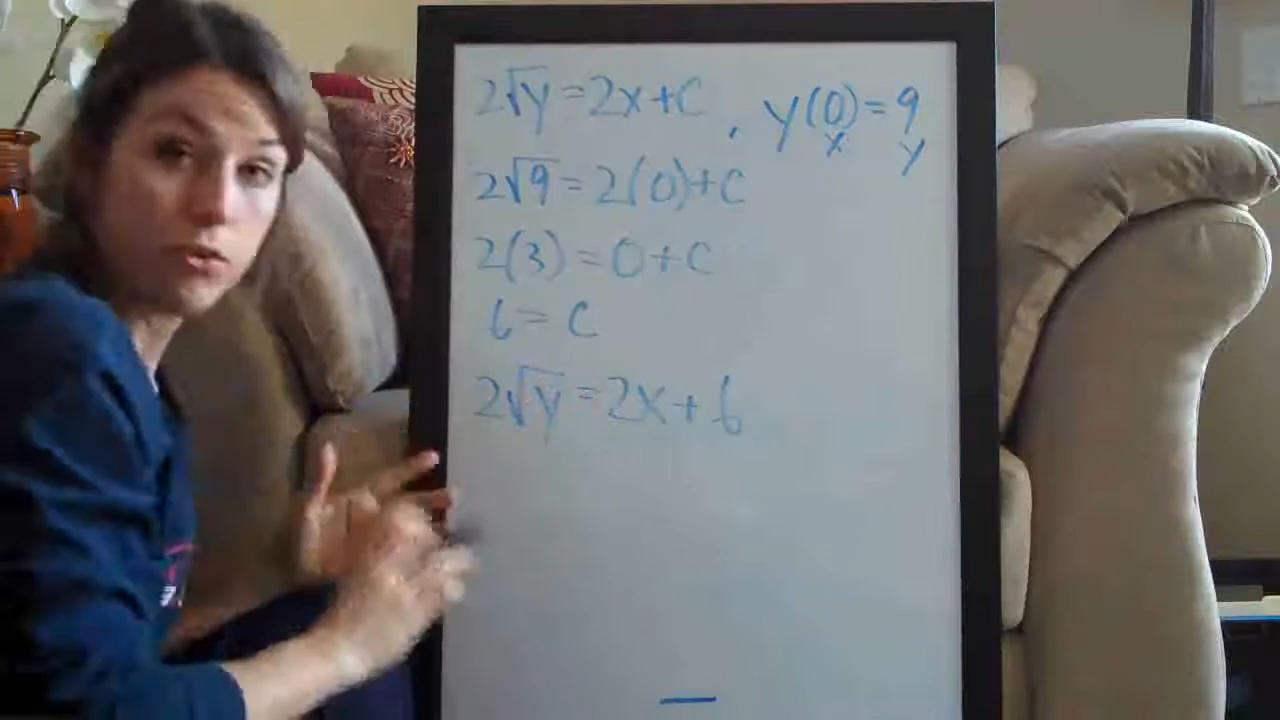 2√y = 2x + C , y(0) = 9
x y
2√9 = 2(0) + C
2(3) = 0 + C
6 = C
2√y = 2x + 6